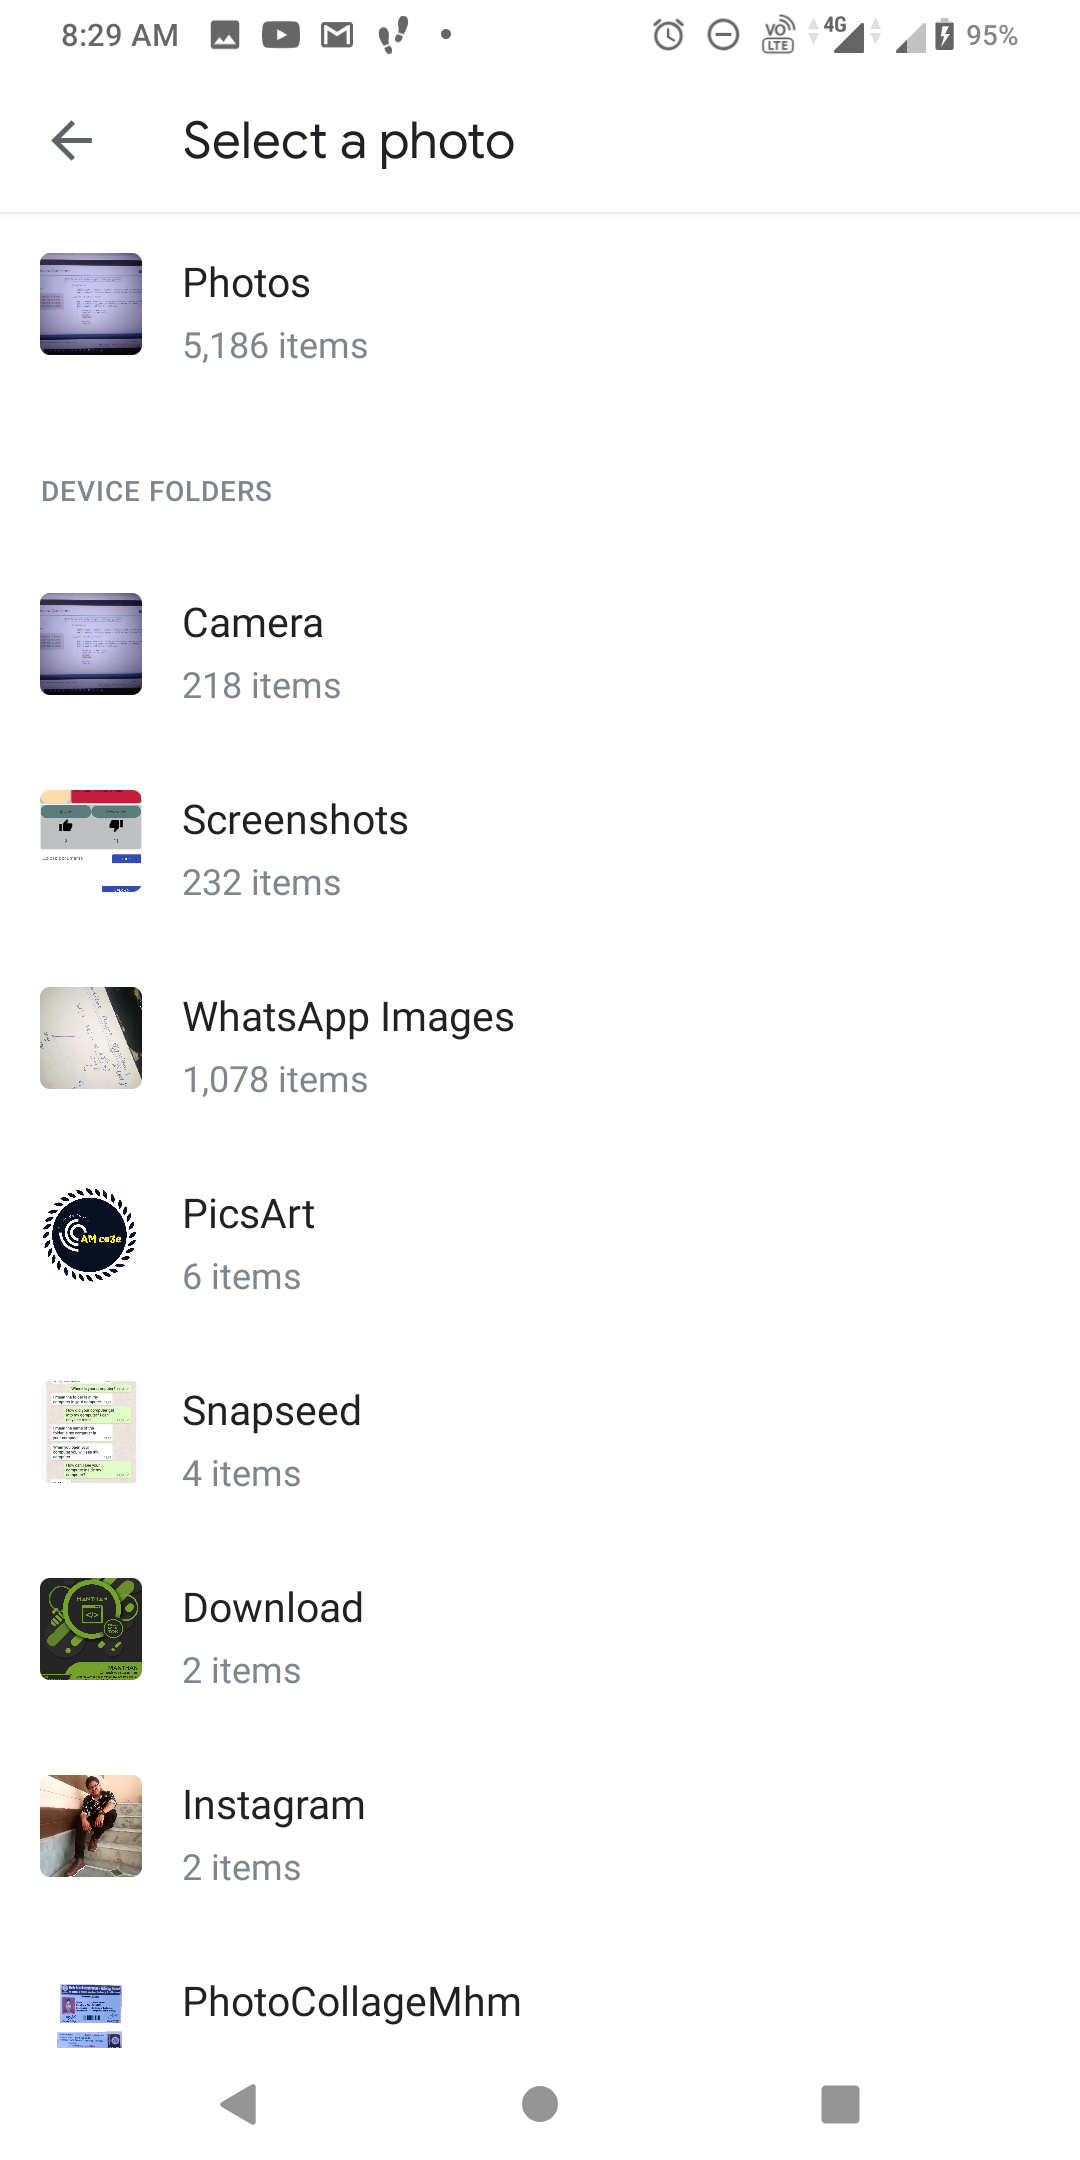 8:29 AM
VO LTE
4G
95%
Select a photo
Photos
5,186 items
DEVICE FOLDERS
Camera
218 items
Screenshots
232 items
WhatsApp Images
1,078 items
PicsArt
6 items
Snapseed
4 items
MANTHAN
Download
2 items
Instagram
2 items
PhotoCollageMhm